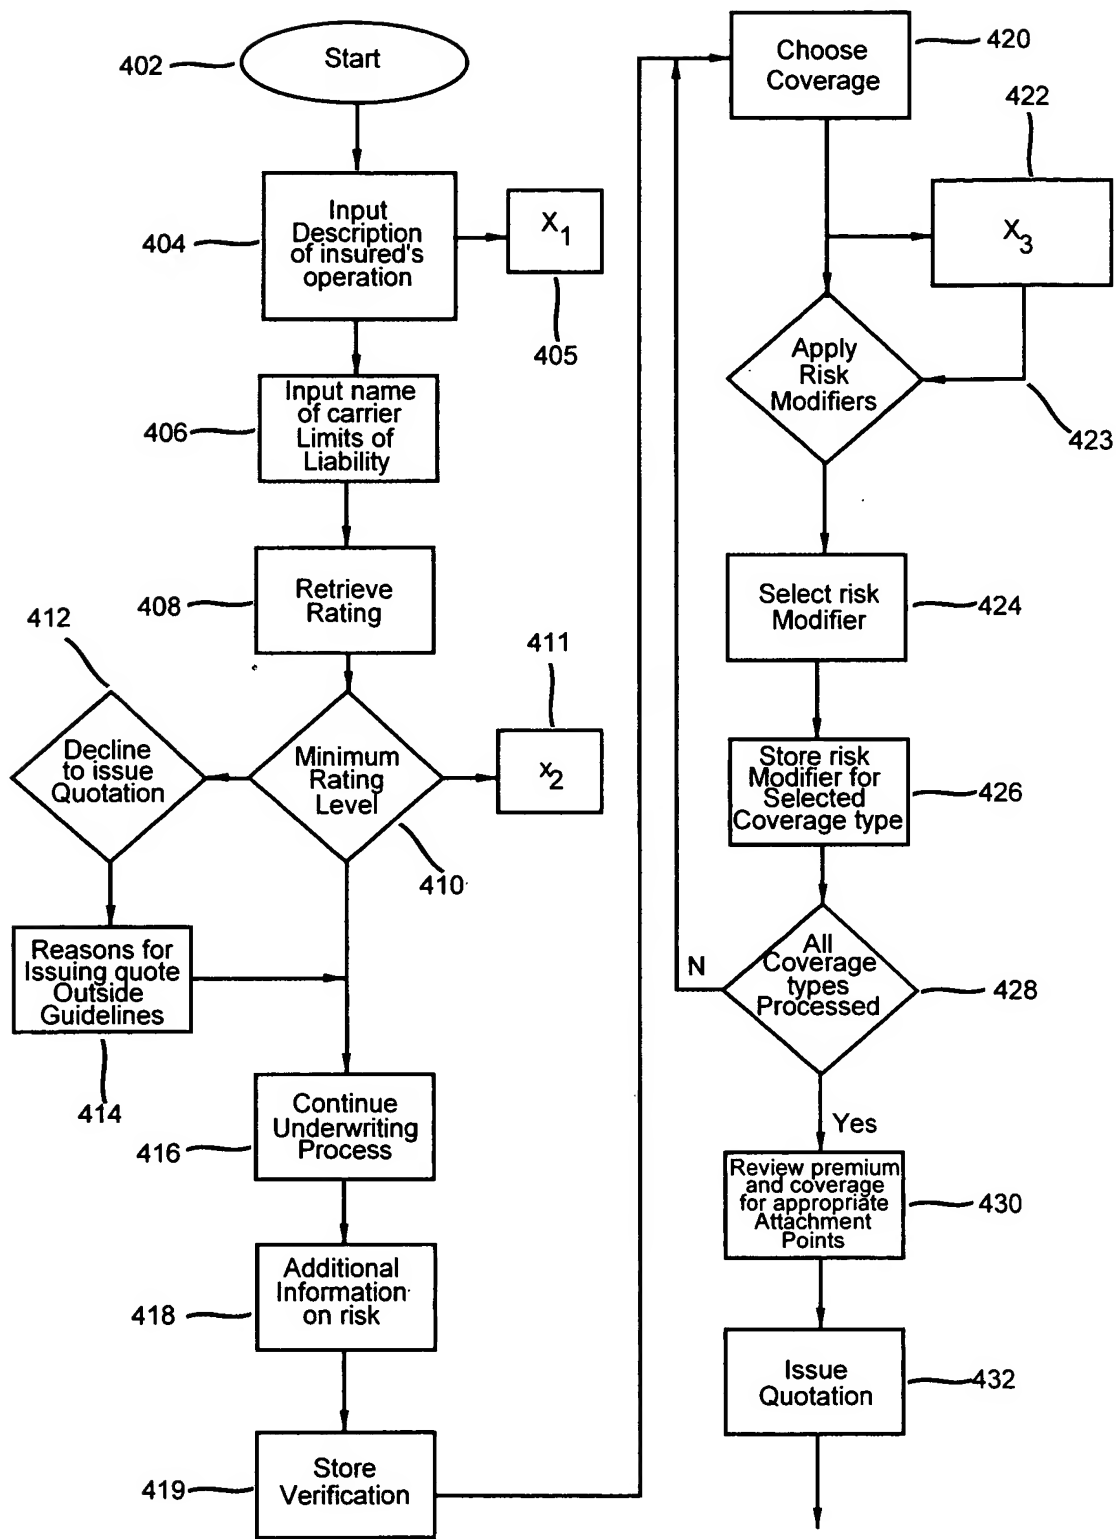 402
Start
404
Input
Description
of insured's
operation
X1
405
406
Input name
of carrier
Limits of
Liability
408
Retrieve
Rating
412
411
Decline
to issue
Quotation
Minimum
Rating
Level
x2
410
Reasons for
Issuing quote
Outside
Guidelines
414
416
Continue
Underwriting
Process
418
Additional
Information
on risk
419
Store
Verification
Choose
Coverage
420
422
X3
Apply
Risk
Modifiers
423
Select risk
Modifier
424
Store risk
Modifier for
Selected
Coverage type
426
N
All
Coverage
types
Processed
428
Yes
Review premium
and coverage
for appropriate
Attachment
Points
430
Issue
Quotation
432